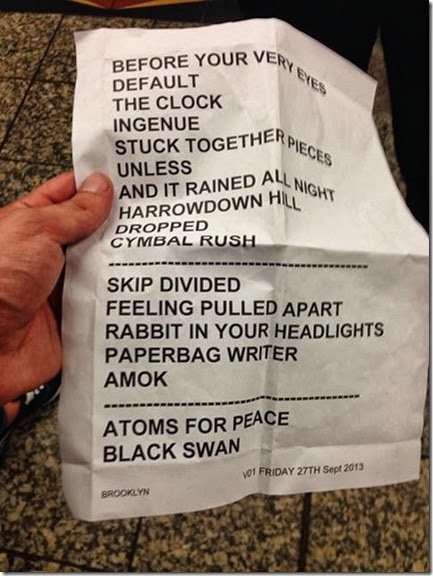 BEFORE YOUR VERY EYES
DEFAULT
THE CLOCK
INGENUE
STUCK TOGETHER PIECES
UNLESS
AND IT RAINED ALL NIGHT
HARROWDOWN HILL
DROPPED
CYMBAL RUSH
SKIP DIVIDED
FEELING PULLED APART
RABBIT IN YOUR HEADLIGHTS
PAPERBAG WRITER
AMOK
ATOMS FOR PEACE
BLACK SWAN
V01 FRIDAY 27TH Sept 2013
BROOKLYN